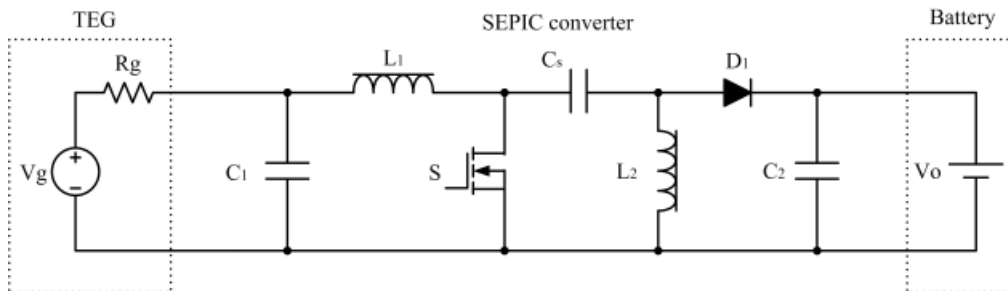 TEG
SEPIC converter
Battery
Rg
L1
Cs
D1
Vg
C1
S
L2
C2
Vo